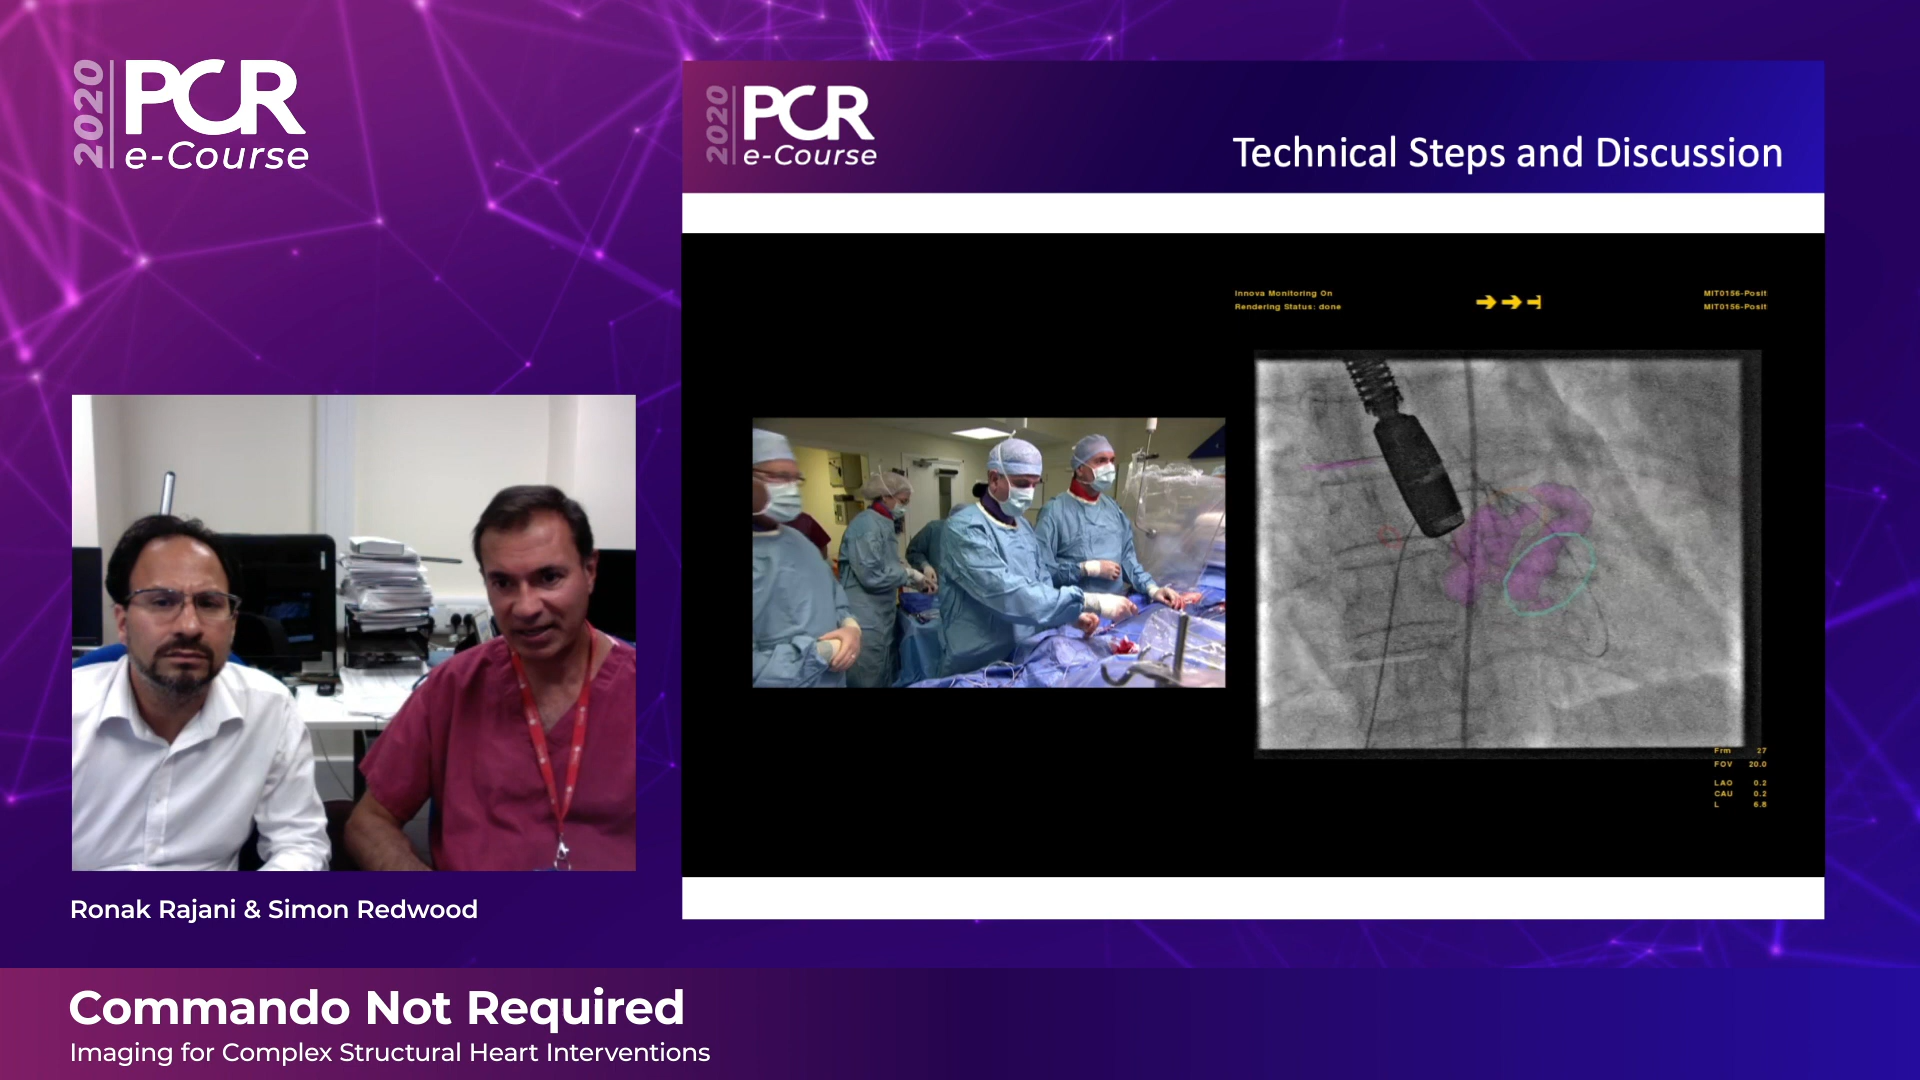 2020
PCR
e-Course
2020
PCR
e-Course
Technical Steps and Discussion
Innova Monitoring On
Rendering Status: done
MIT0156-Posit
MIT0156-Posit
Frm 27
FOV 20.0
LAO 0.2
CAU 0.2
L 6.8
Ronak Rajani & Simon Redwood
Commando Not Required
Imaging for Complex Structural Heart Interventions